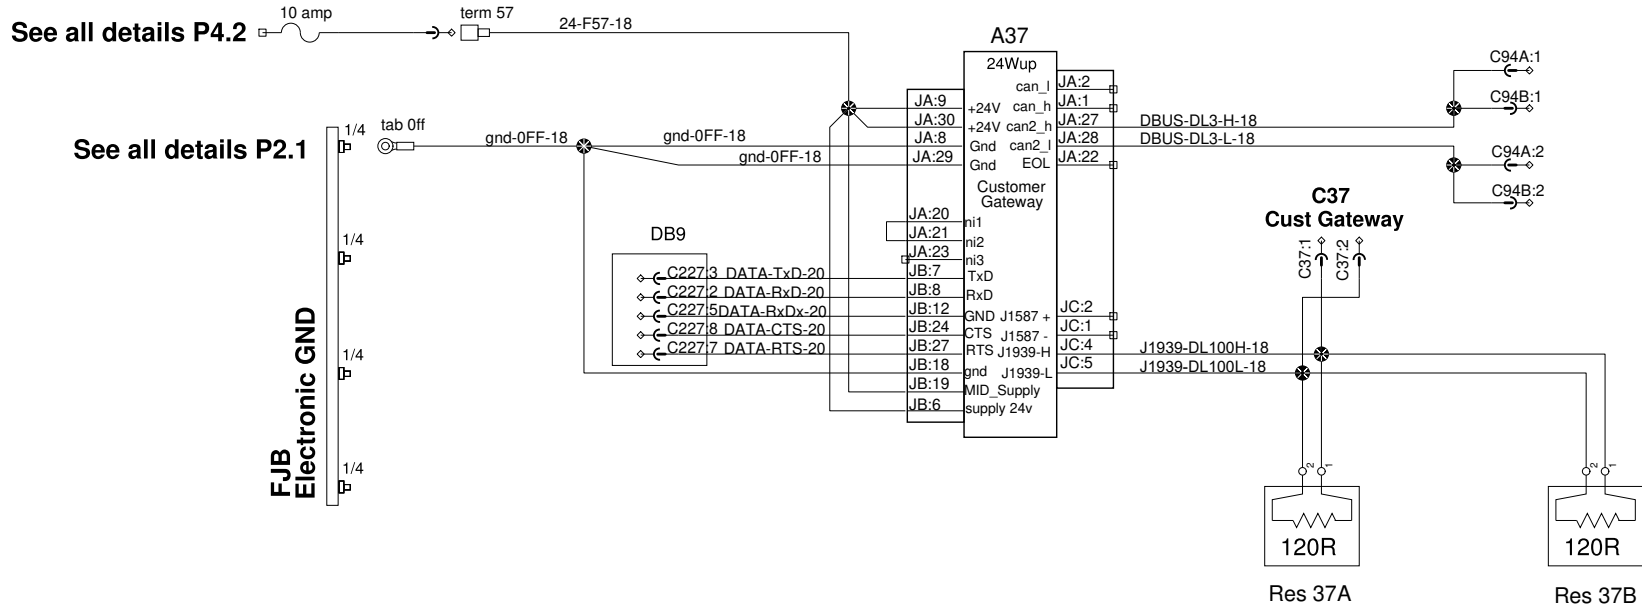 10 amp
term 57
See all details P4.2
24-F57-18
A37
24Wup
can_l
JA:2
C94A:1
JA:9
+24V
can_h
JA:1
C94B:1
JA:30
+24V
can2_h
JA:27
DBUS-DL3-H-18
1/4
tab 0ff
See all details P2.1
gnd-0FF-18
gnd-0FF-18
JA:8
Gnd
can2_l
JA:28
DBUS-DL3-L-18
gnd-0FF-18
JA:29
Gnd
EOL
JA:22
C94A:2
Customer
Gateway
C94B:2
C37
Cust Gateway
C37:1
C37:2
JA:20
ni1
JA:21
ni2
JA:23
ni3
DB9
1/4
C227:3
DATA-TxD-20
JB:7
TxD
C227:2
DATA-RxD-20
JB:8
RxD
C227:5
DATA-RxDx-20
JB:12
GND
J1587 +
JC:2
C227:8
DATA-CTS-20
JB:24
CTS
J1587 -
JC:1
C227:7
DATA-RTS-20
JB:27
RTS
J1939-H
JC:4
J1939-DL100H-18
JB:18
gnd
J1939-L
JC:5
J1939-DL100L-18
JB:19
MID_Supply
JB:6
supply 24v
1/4
1/4
FJB
Electronic GND
2
1
2
1
120R
120R
Res 37A
Res 37B